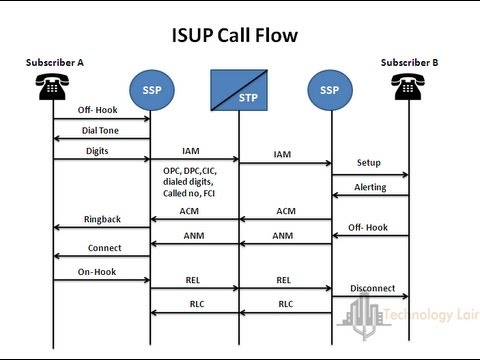 ISUP Call Flow
Subscriber A
Subscriber B
SSP
STP
SSP
Off- Hook
Dial Tone
Digits
IAM
IAM
OPC, DPC,CIC,
dialed digits,
Called no, FCI
Setup
Alerting
ACM
ACM
Ringback
Off- Hook
ANM
ANM
Connect
On- Hook
REL
REL
Disconnect
RLC
RLC
Technology Lair